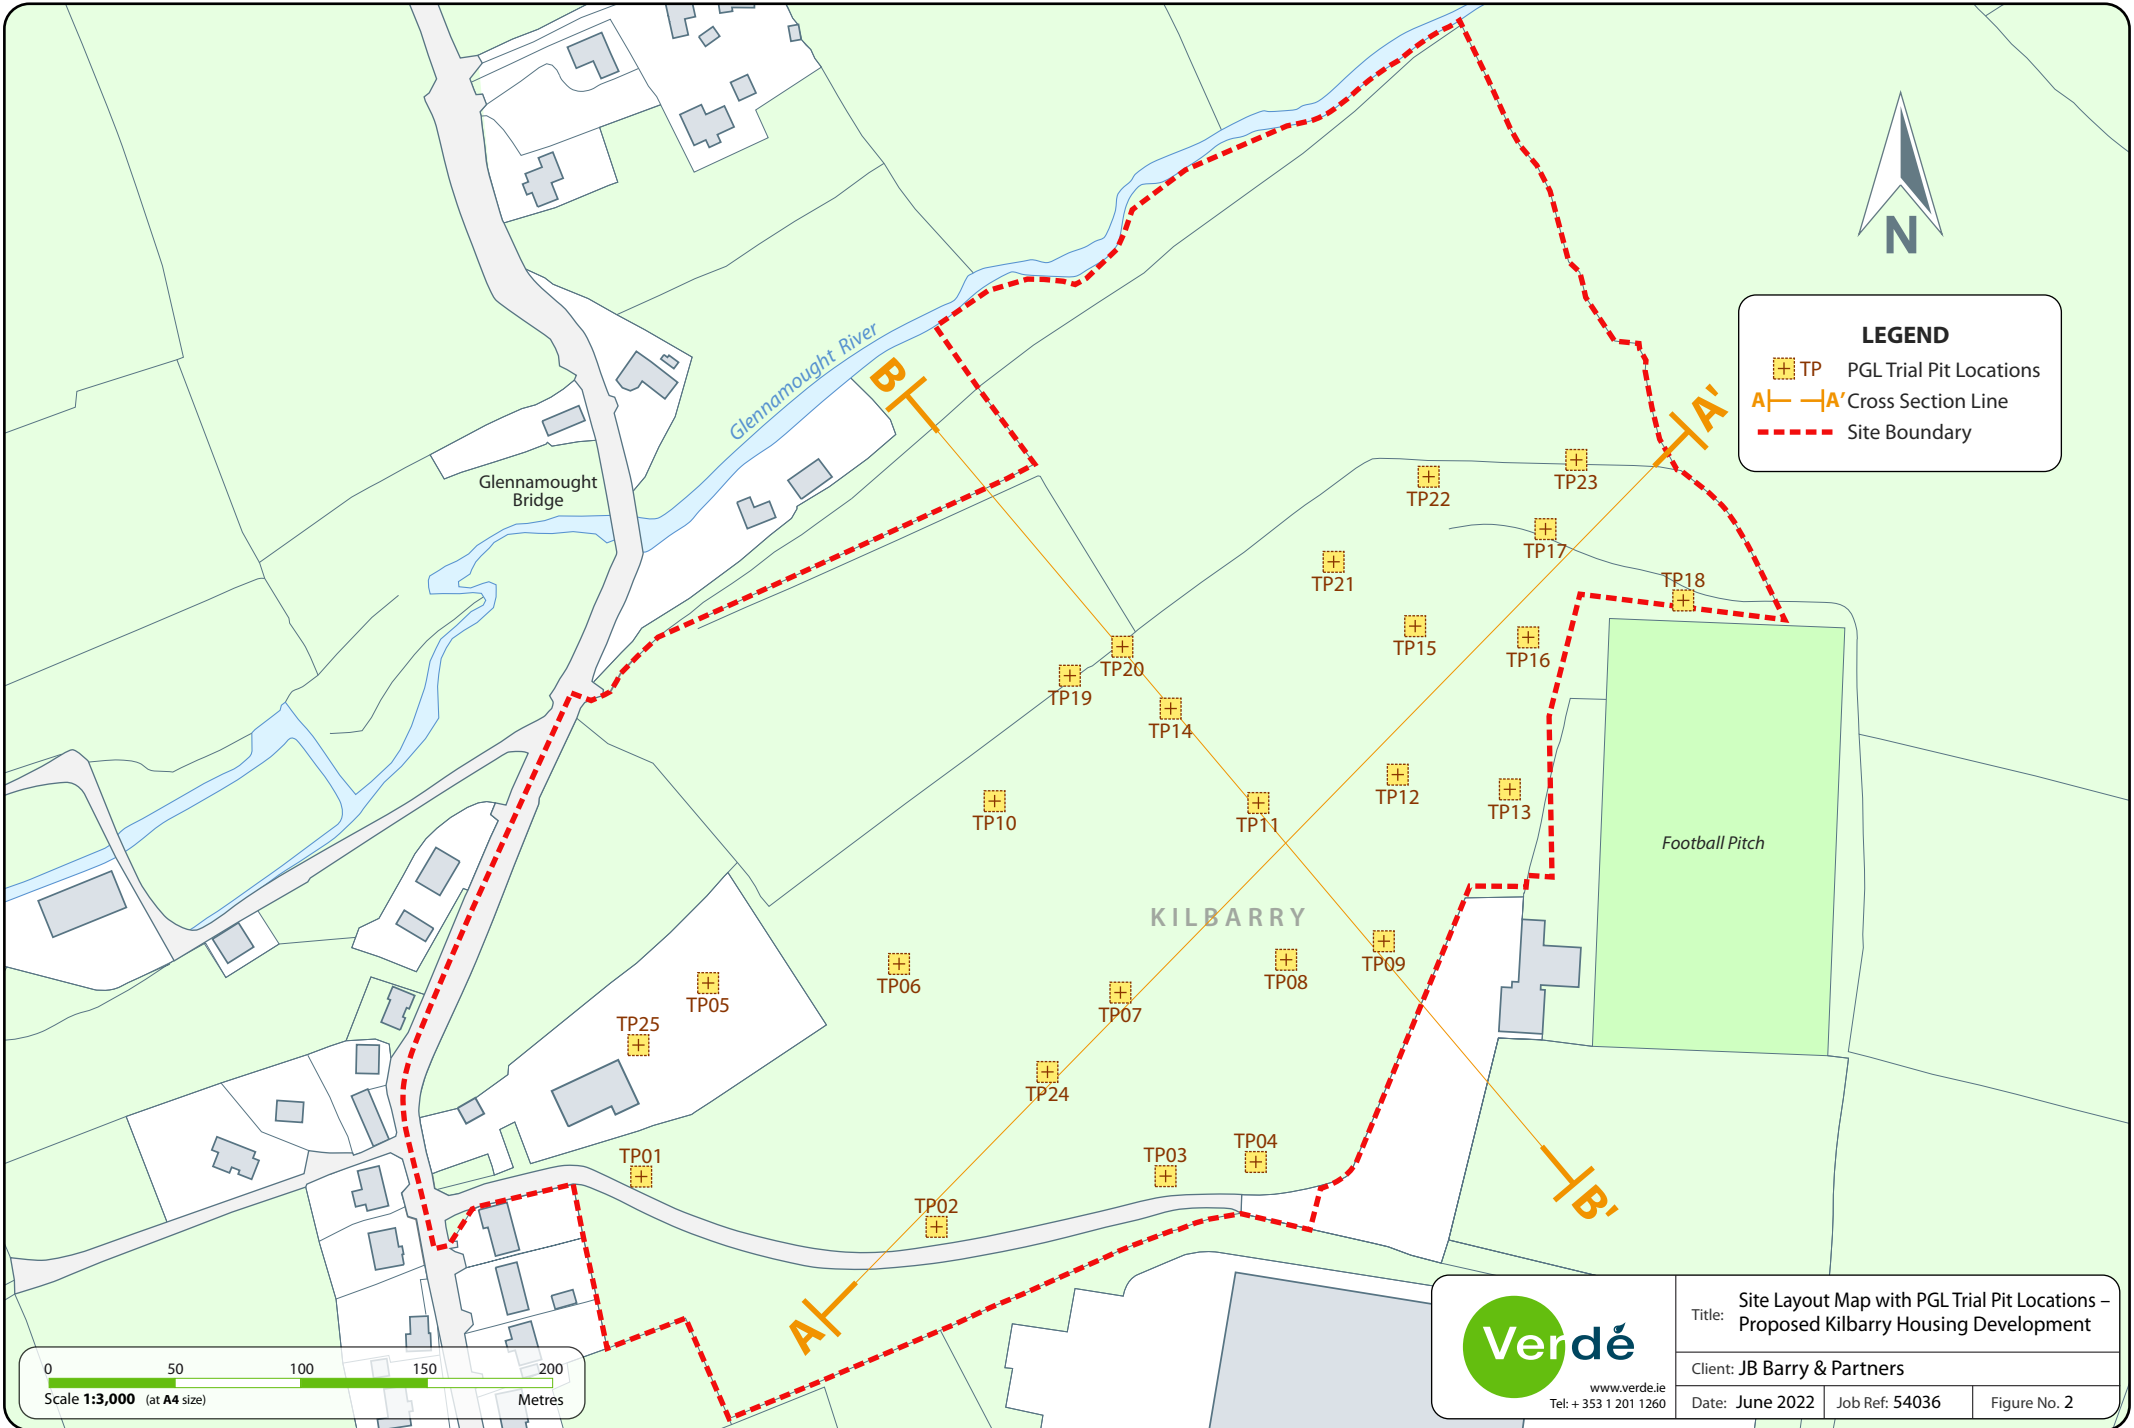 N
LEGEND
TP PGL Trial Pit Locations
A A' Cross Section Line
Site Boundary
Glennamought River
B
A'
Glennamought
Bridge
TP22
TP23
TP17
TP21
TP18
TP15
TP16
TP20
TP19
TP14
TP12
TP13
TP10
TP11
Football Pitch
KILBARRY
TP09
TP08
TP06
TP05
TP07
TP25
TP24
TP04
TP03
TP01
TP02
B'
A
0 50 100 150 200
Scale 1:3,000 (at A4 size) Metres
Verdé
www.verde.ie
Tel: + 353 1 201 1260
Title: Site Layout Map with PGL Trial Pit Locations –
Proposed Kilbarry Housing Development
Client: JB Barry & Partners
Date: June 2022 Job Ref: 54036 Figure No. 2